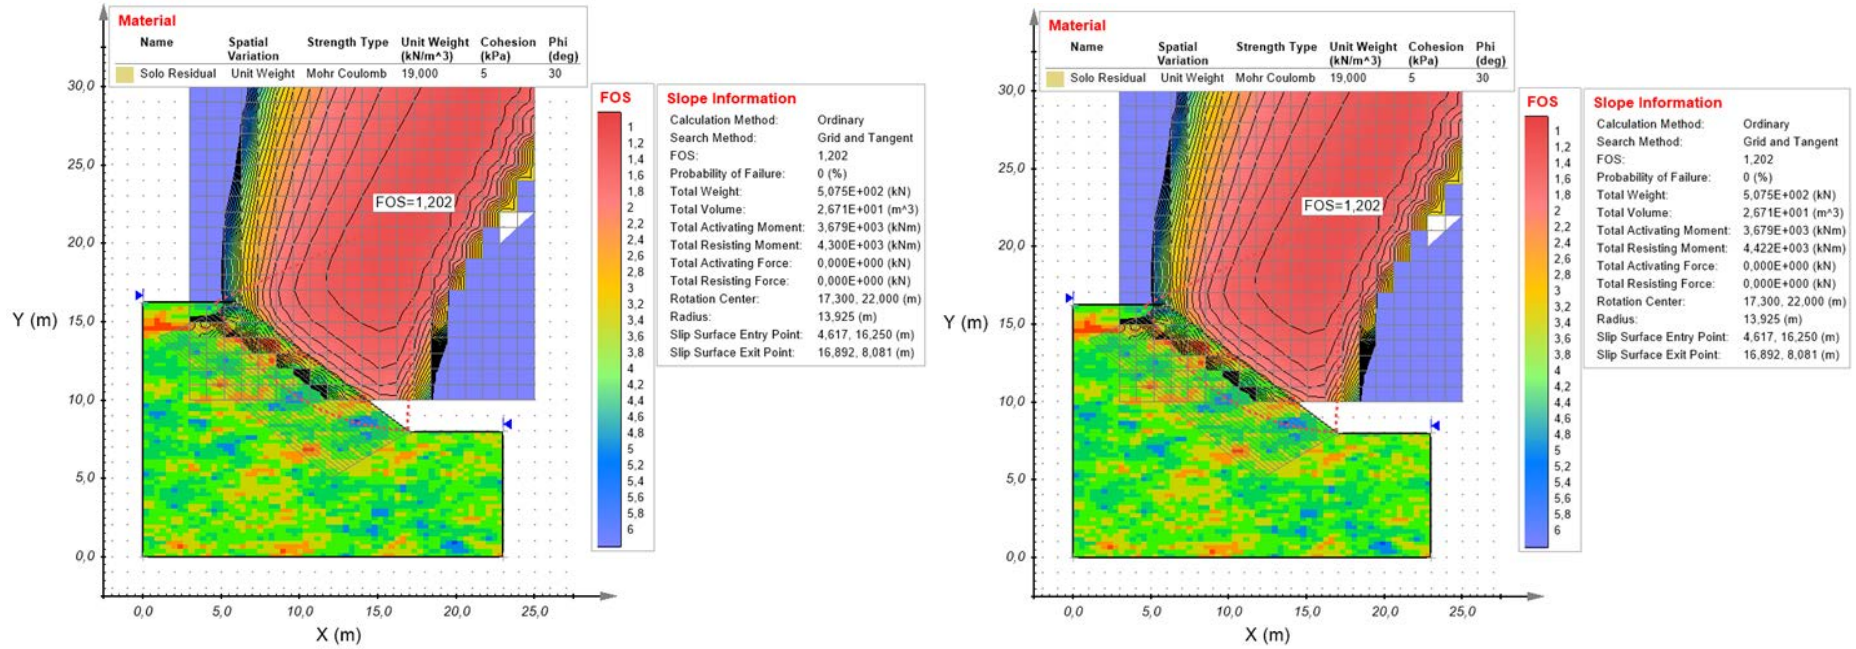 Material
Name Spatial Variation Strength Type Unit Weight (kN/m^3) Cohesion (kPa) Phi (deg)
Solo Residual Unit Weight Mohr Coulomb 19,000 5 30
30,0
25,0
20,0
15,0
10,0
5,0
0,0
Y (m)
FOS=1,202
0,0 5,0 10,0 15,0 20,0 25,0
X (m)
FOS
1
1,2
1,4
1,6
1,8
2
2,2
2,4
2,6
2,8
3
3,2
3,4
3,6
3,8
4
4,2
4,4
4,6
4,8
5
5,2
5,4
5,6
5,8
6
Slope Information
Calculation Method: Ordinary
Search Method: Grid and Tangent
FOS: 1,202
Probability of Failure: 0 (%)
Total Weight: 5,075E+002 (kN)
Total Volume: 2,671E+001 (m^3)
Total Activating Moment: 3,679E+003 (kNm)
Total Resisting Moment: 4,300E+003 (kNm)
Total Activating Force: 0,000E+000 (kN)
Total Resisting Force: 0,000E+000 (kN)
Rotation Center: 17,300, 22,000 (m)
Radius: 13,925 (m)
Slip Surface Entry Point: 4,617, 16,250 (m)
Slip Surface Exit Point: 16,892, 8,081 (m)
Material
Name Spatial Variation Strength Type Unit Weight (kN/m^3) Cohesion (kPa) Phi (deg)
Solo Residual Unit Weight Mohr Coulomb 19,000 5 30
30,0
25,0
20,0
15,0
10,0
5,0
0,0
Y (m)
FOS=1,202
0,0 5,0 10,0 15,0 20,0 25,0
X (m)
FOS
1
1,2
1,4
1,6
1,8
2
2,2
2,4
2,6
2,8
3
3,2
3,4
3,6
3,8
4
4,2
4,4
4,6
4,8
5
5,2
5,4
5,6
5,8
6
Slope Information
Calculation Method: Ordinary
Search Method: Grid and Tangent
FOS: 1,202
Probability of Failure: 0 (%)
Total Weight: 5,075E+002 (kN)
Total Volume: 2,671E+001 (m^3)
Total Activating Moment: 3,679E+003 (kNm)
Total Resisting Moment: 4,422E+003 (kNm)
Total Activating Force: 0,000E+000 (kN)
Total Resisting Force: 0,000E+000 (kN)
Rotation Center: 17,300, 22,000 (m)
Radius: 13,925 (m)
Slip Surface Entry Point: 4,617, 16,250 (m)
Slip Surface Exit Point: 16,892, 8,081 (m)